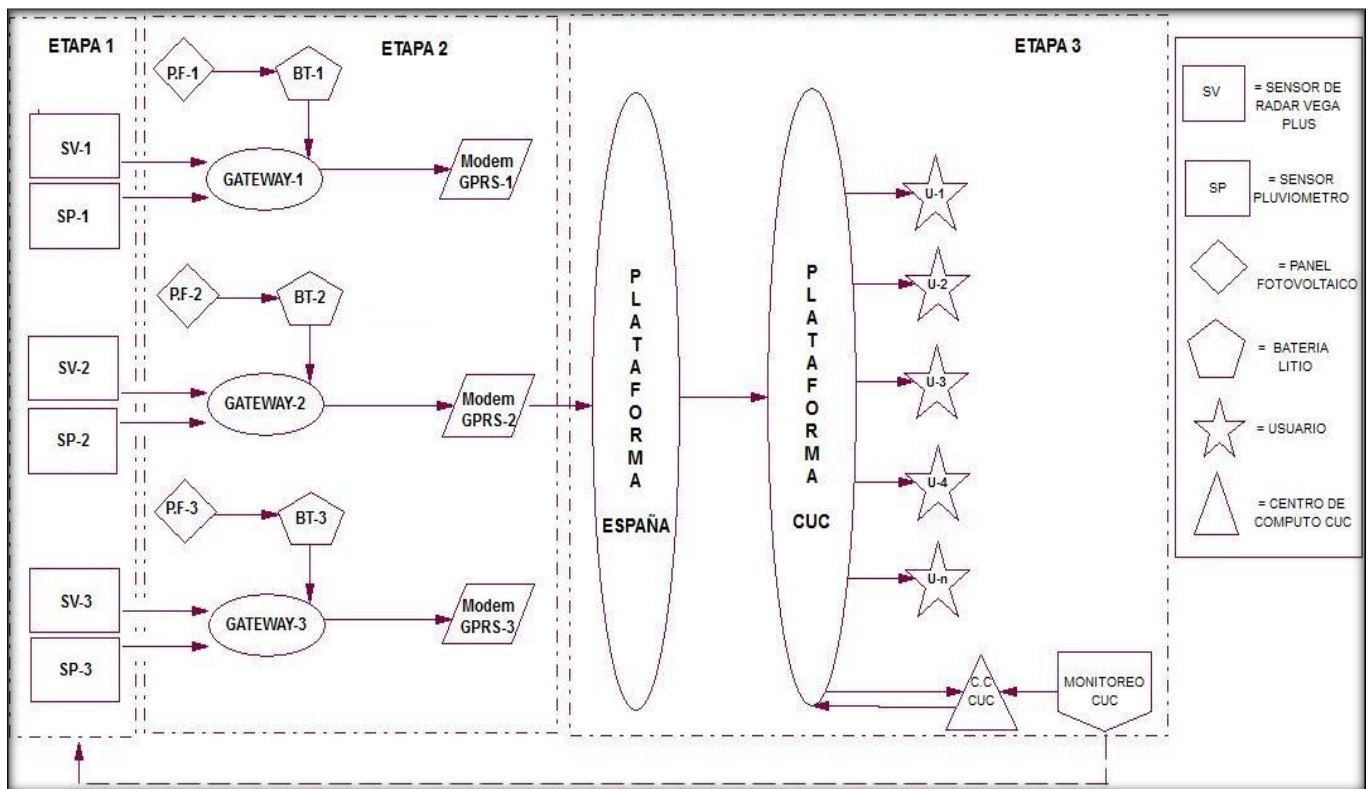 ETAPA 1
ETAPA 2
ETAPA 3
P.F-1
BT-1
SV-1
SP-1
GATEWAY-1
Modem
GPRS-1
P.F-2
BT-2
SV-2
SP-2
GATEWAY-2
Modem
GPRS-2
P.F-3
BT-3
SV-3
SP-3
GATEWAY-3
Modem
GPRS-3
PLATAFORMA
ESPAÑA
PLATAFORMA
CUC
U-1
U-2
U-3
U-4
U-n
C.C
CUC
MONITOREO
CUC
SV
= SENSOR DE
RADAR VEGA
PLUS
SP
= SENSOR
PLUVIOMETRO
= PANEL
FOTOVOLTAICO
= BATERIA
LITIO
= USUARIO
= CENTRO DE
COMPUTO CUC